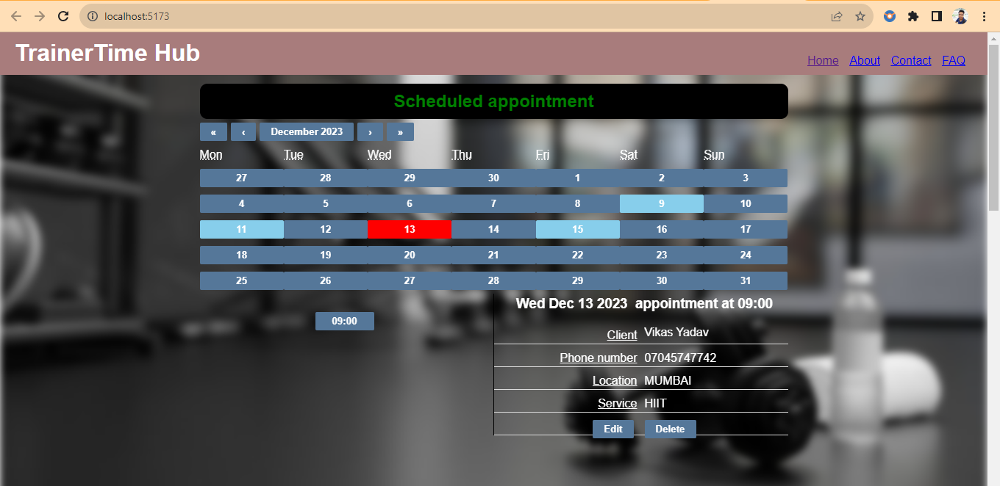 localhost:5173
TrainerTime Hub
Home About Contact FAQ
Scheduled appointment
« ‹ December 2023 › »
Mon Tue Wed Thu Fri Sat Sun
27 28 29 30 1 2 3
4 5 6 7 8 9 10
11 12 13 14 15 16 17
18 19 20 21 22 23 24
25 26 27 28 29 30 31
09:00
Wed Dec 13 2023 appointment at 09:00
Client Vikas Yadav
Phone number 07045747742
Location MUMBAI
Service HIIT
Edit Delete